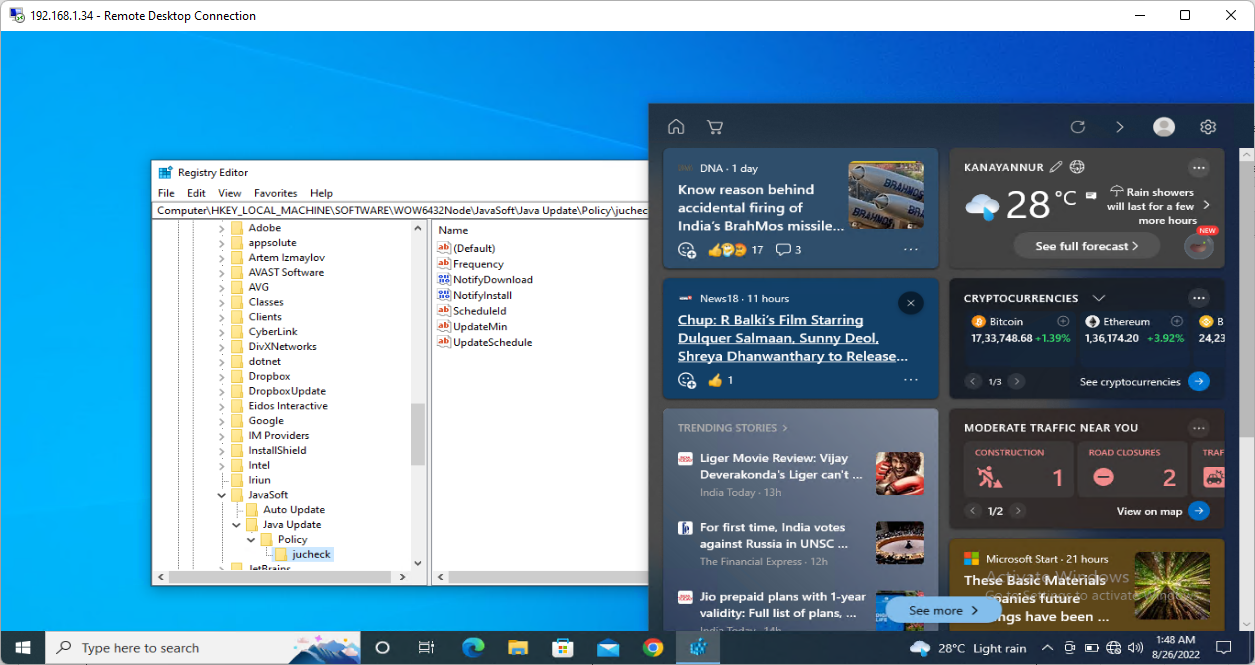 192.168.1.34 - Remote Desktop Connection
Registry Editor
File Edit View Favorites Help
Computer\HKEY_LOCAL_MACHINE\SOFTWARE\WOW6432Node\JavaSoft\Java Update\Policy\jucheck
Adobe
appsolute
Artem Izmaylov
AVAST Software
AVG
Classes
Clients
CyberLink
DivXNetworks
dotnet
Dropbox
DropboxUpdate
Eidos Interactive
Google
IM Providers
InstallShield
Intel
Iriun
JavaSoft
Auto Update
Java Update
Policy
jucheck
JetBrains
Name
(Default)
Frequency
NotifyDownload
NotifyInstall
ScheduleId
UpdateMin
UpdateSchedule
DNA · 1 day
Know reason behind
accidental firing of
India's BrahMos missile...
17 3
BRAHMOS
BRAHMOS
News18 · 11 hours
Chup: R Balki's Film Starring
Dulquer Salmaan, Sunny Deol,
Shreya Dhanwanthary to Release...
1
TRENDING STORIES
Liger Movie Review: Vijay
Deverakonda's Liger can't ...
India Today · 13h
For first time, India votes
against Russia in UNSC ...
The Financial Express · 12h
Jio prepaid plans with 1-year
validity: Full list of plans, ...
India Today · 14h
DIGITAL
LIFE
See more
KANAYANNUR
28 °C
Rain showers
will last for a few
more hours
NEW
See full forecast
CRYPTOCURRENCIES
Bitcoin Ethereum B
17,33,748.68 +1.39% 1,36,174.20 +3.92% 24,23
1/3 See cryptocurrencies
MODERATE TRAFFIC NEAR YOU
CONSTRUCTION ROAD CLOSURES TRAF
1 2
1/2 View on map
Microsoft Start · 21 hours
These Basic Materials
panies future
ngs have been ...
Activate Windows
Go to Settings to activate Windows.
Type here to search
28°C Light rain
1:48 AM
8/26/2022